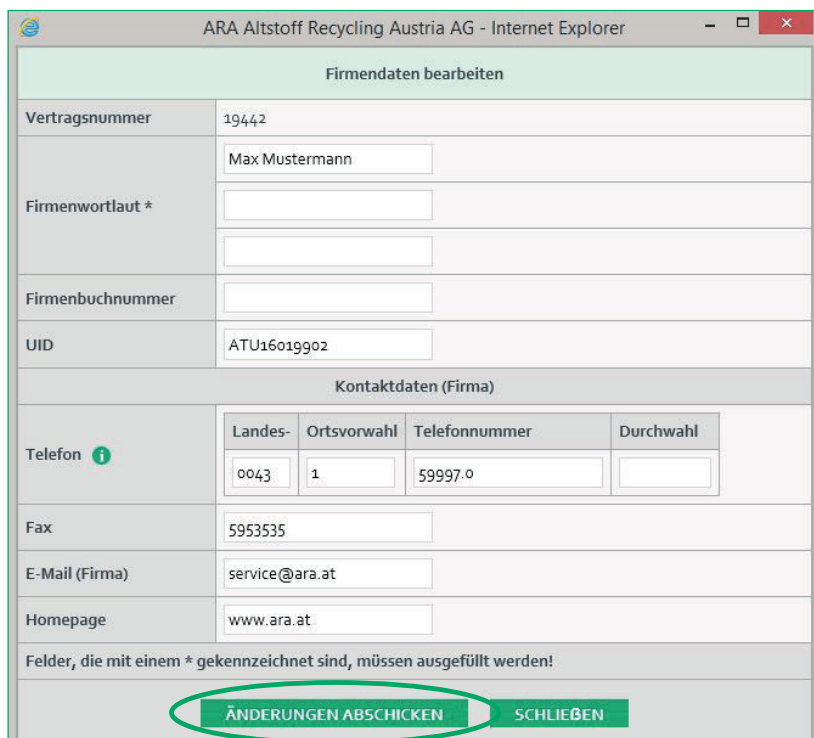 ARA Altstoff Recycling Austria AG - Internet Explorer
Firmendaten bearbeiten
Vertragsnummer 19442
Max Mustermann
Firmenwortlaut *
Firmenbuchnummer
UID ATU16019902
Kontaktdaten (Firma)
Landes- Ortsvorwahl Telefonnummer Durchwahl
Telefon i
0043 1 59997.0
Fax 5953535
E-Mail (Firma) service@ara.at
Homepage www.ara.at
Felder, die mit einem * gekennzeichnet sind, müssen ausgefüllt werden!
ÄNDERUNGEN ABSCHICKEN SCHLIEßEN